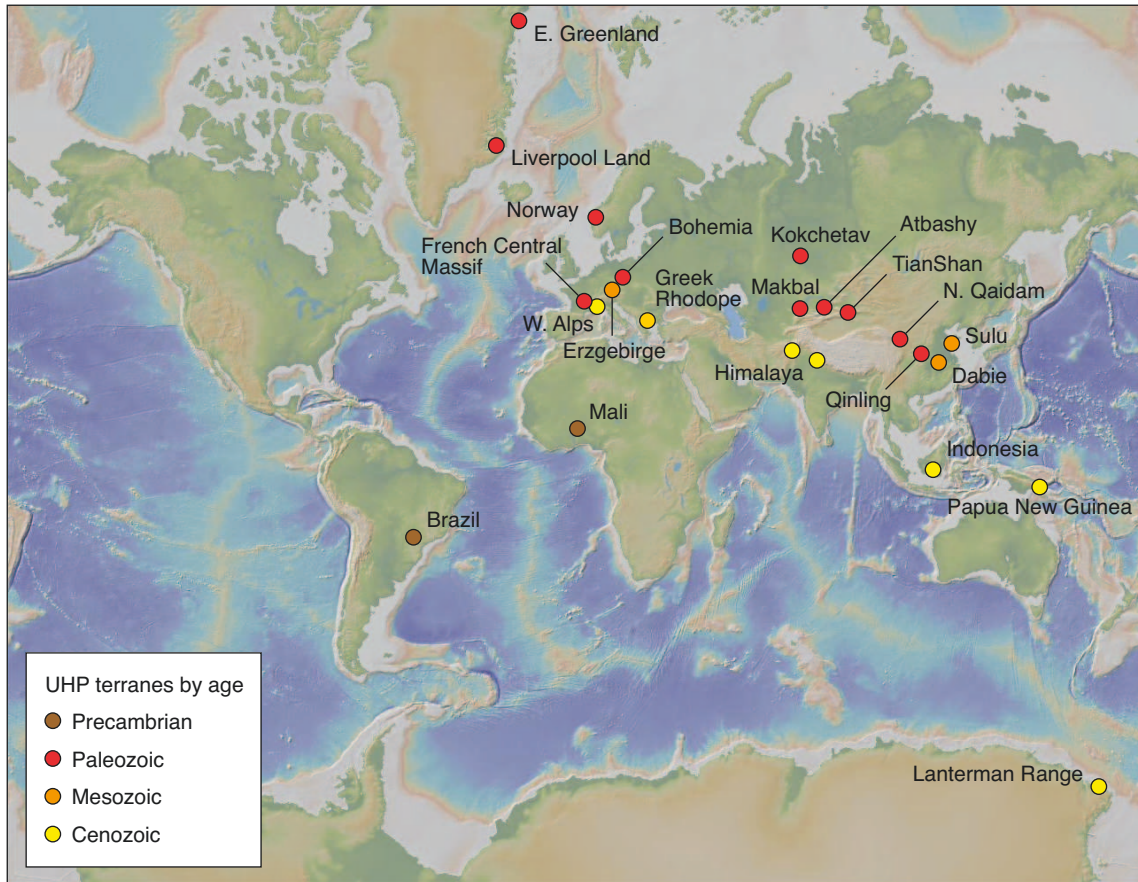 E. Greenland
Liverpool Land
Norway
Bohemia
Kokchetav
Atbashy
French Central
Massif
TianShan
Greek
Rhodope
Makbal
N. Qaidam
W. Alps
Sulu
Erzgebirge
Himalaya
Dabie
Qinling
Mali
Indonesia
Papua New Guinea
Brazil
UHP terranes by age
Precambrian
Paleozoic
Mesozoic
Cenozoic
Lanterman Range